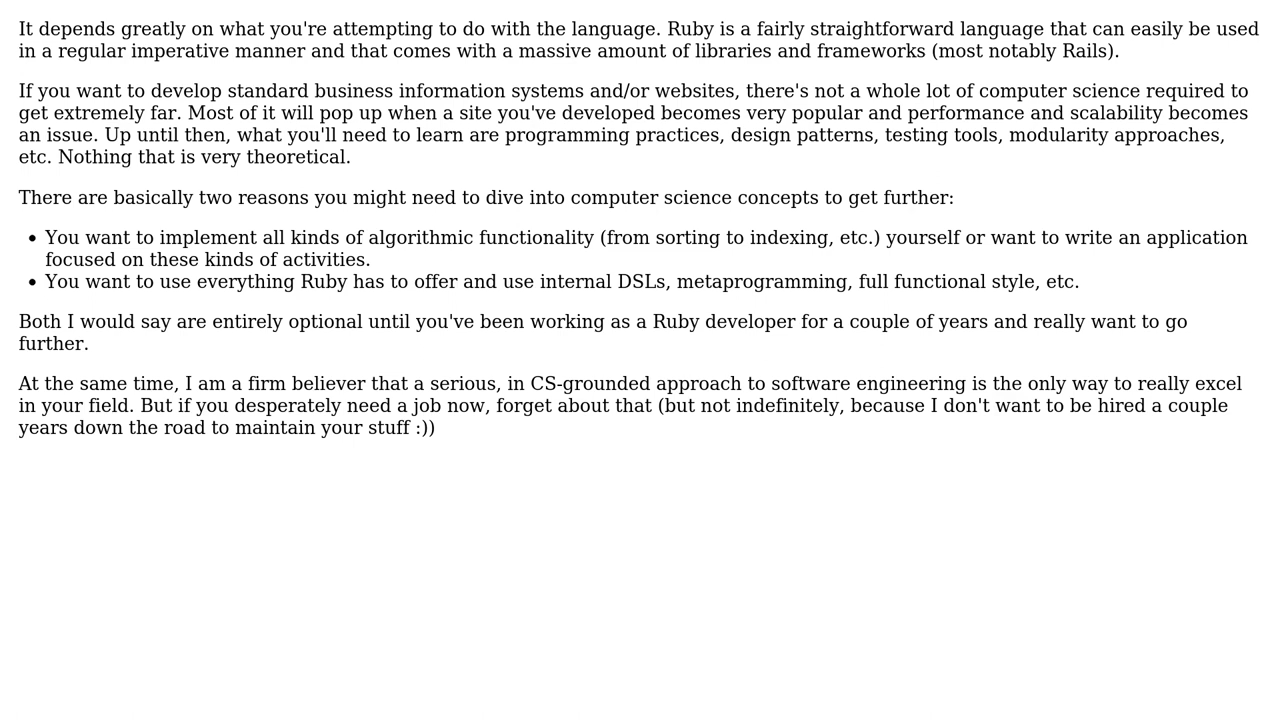 It depends greatly on what you're attempting to do with the language. Ruby is a fairly straightforward language that can easily be used
in a regular imperative manner and that comes with a massive amount of libraries and frameworks (most notably Rails).
If you want to develop standard business information systems and/or websites, there's not a whole lot of computer science required to
get extremely far. Most of it will pop up when a site you've developed becomes very popular and performance and scalability becomes
an issue. Up until then, what you'll need to learn are programming practices, design patterns, testing tools, modularity approaches,
etc. Nothing that is very theoretical.
There are basically two reasons you might need to dive into computer science concepts to get further:
• You want to implement all kinds of algorithmic functionality (from sorting to indexing, etc.) yourself or want to write an application
focused on these kinds of activities.
• You want to use everything Ruby has to offer and use internal DSLs, metaprogramming, full functional style, etc.
Both I would say are entirely optional until you've been working as a Ruby developer for a couple of years and really want to go
further.
At the same time, I am a firm believer that a serious, in CS-grounded approach to software engineering is the only way to really excel
in your field. But if you desperately need a job now, forget about that (but not indefinitely, because I don't want to be hired a couple
years down the road to maintain your stuff :))